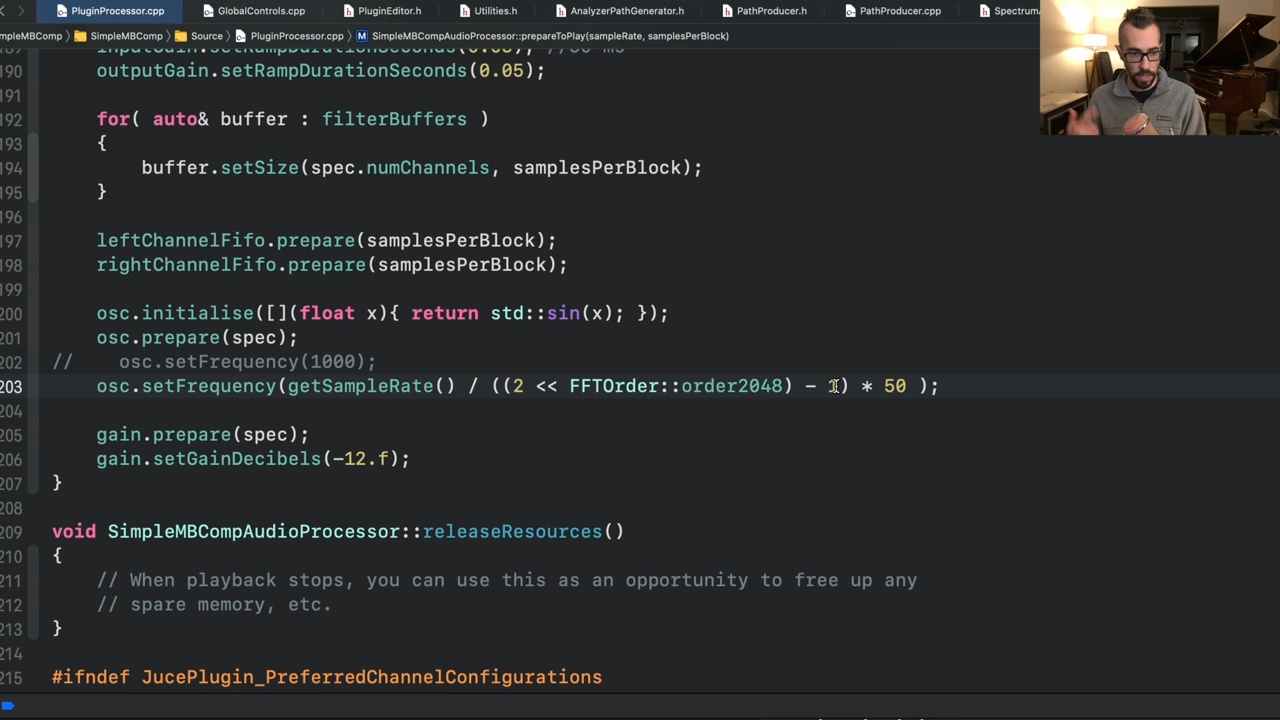 PluginProcessor.cpp GlobalControls.cpp PluginEditor.h Utilities.h AnalyzerPathGenerator.h PathProducer.h PathProducer.cpp
SimpleMBComp Source PluginProcessor.cpp M SimpleMBCompAudioProcessor::prepareToPlay(sampleRate, samplesPerBlock)
190 outputGain.setRampDurationSeconds(0.05);
191
192 for( auto& buffer : filterBuffers )
193 {
194 buffer.setSize(spec.numChannels, samplesPerBlock);
195 }
196
197 leftChannelFifo.prepare(samplesPerBlock);
198 rightChannelFifo.prepare(samplesPerBlock);
199
200 osc.initialise([](float x){ return std::sin(x); });
201 osc.prepare(spec);
202 // osc.setFrequency(1000);
203 osc.setFrequency(getSampleRate() / ((2 << FFTOrder::order2048) - 1) * 50 );
204
205 gain.prepare(spec);
206 gain.setGainDecibels(-12.f);
207 }
208
209 void SimpleMBCompAudioProcessor::releaseResources()
210 {
211 // When playback stops, you can use this as an opportunity to free up any
212 // spare memory, etc.
213 }
214
215 #ifndef JucePlugin_PreferredChannelConfigurations